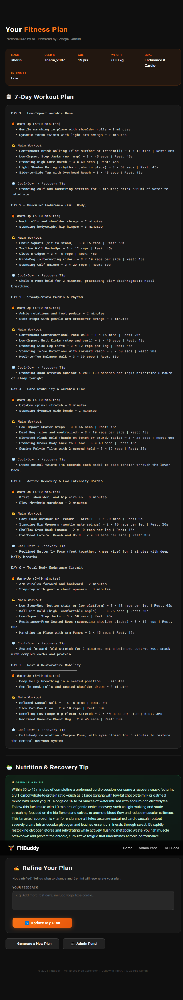 Your Fitness Plan
Personalized by AI · Powered by Google Gemini
NAME
sherin
USER ID
sherin_2007
AGE
19 yrs
WEIGHT
60.0 kg
GOAL
Endurance &
Cardio
INTENSITY
Low
7-Day Workout Plan
DAY 1 — Low-Impact Aerobic Base
Warm-Up (5–10 minutes)
• Gentle marching in place with shoulder rolls — 3 minutes
• Dynamic torso twists with light arm swings — 2 minutes
Main Workout
• Continuous Brisk Walking (flat surface or treadmill) — 1 × 12 mins | Rest: 60s
• Low-Impact Step Jacks (no jump) — 3 × 45 secs | Rest: 45s
• Standing High Knee March — 3 × 40 secs | Rest: 45s
• Light Shadow Boxing (rhythmic jabs in place) — 3 × 50 secs | Rest: 45s
• Side-to-Side Tap with Overhead Reach — 3 × 45 secs | Rest: 45s
Cool-Down / Recovery Tip
• Standing calf and hamstring stretch for 3 minutes; drink 500 ml of water to
rehydrate.
DAY 2 — Muscular Endurance (Full Body)
Warm-Up (5–10 minutes)
• Neck rolls and shoulder shrugs — 2 minutes
• Standing bodyweight hip hinges — 3 minutes
Main Workout
• Chair Squats (sit to stand) — 3 × 15 reps | Rest: 60s
• Incline Wall Push-Ups — 3 × 12 reps | Rest: 45s
• Glute Bridges — 3 × 15 reps | Rest: 45s
• Bird-Dog (alternating sides) — 3 × 10 reps per side | Rest: 45s
• Standing Calf Raises — 3 × 20 reps | Rest: 30s
Cool-Down / Recovery Tip
• Child's Pose hold for 2 minutes, practicing slow diaphragmatic nasal
breathing.
DAY 3 — Steady-State Cardio & Rhythm
Warm-Up (5–10 minutes)
• Ankle rotations and foot pedals — 2 minutes
• Side steps with gentle arm crossover swings — 3 minutes
Main Workout
• Continuous Conversational Pace Walk — 1 × 15 mins | Rest: 90s
• Low-Impact Butt Kicks (step and curl) — 3 × 45 secs | Rest: 45s
• Standing Side Leg Lifts — 3 × 12 reps per leg | Rest: 45s
• Standing Torso Rotations with Forward Reach — 3 × 50 secs | Rest: 30s
• Heel-to-Toe Balance Walk — 3 × 30 secs | Rest: 30s
Cool-Down / Recovery Tip
• Standing quad stretch against a wall (30 seconds per leg); prioritize 8 hours
of sleep tonight.
DAY 4 — Core Stability & Aerobic Flow
Warm-Up (5–10 minutes)
• Cat-Cow spinal stretch — 3 minutes
• Standing dynamic side bends — 2 minutes
Main Workout
• Low-Impact Skater Steps — 3 × 45 secs | Rest: 45s
• Dead Bug (slow and controlled) — 3 × 10 reps per side | Rest: 45s
• Elevated Plank Hold (hands on bench or sturdy table) — 3 × 20 secs | Rest: 60s
• Standing Cross-Body Knee-to-Elbow — 3 × 40 secs | Rest: 45s
• Supine Pelvic Tilts with 2-second hold — 3 × 12 reps | Rest: 30s
Cool-Down / Recovery Tip
• Lying spinal twists (45 seconds each side) to ease tension through the lower
back.
DAY 5 — Active Recovery & Low-Intensity Cardio
Warm-Up (5–10 minutes)
• Wrist, shoulder, and hip circles — 3 minutes
• Slow rhythmic marching — 2 minutes
Main Workout
• Easy Pace Outdoor or Treadmill Stroll — 1 × 20 mins | Rest: 0s
• Standing Hip Openers (gentle gate swings) — 2 × 10 reps per leg | Rest: 30s
• Shallow Step-Back Lunges — 2 × 10 reps per leg | Rest: 45s
• Overhead Lateral Reach and Hold — 2 × 30 secs per side | Rest: 30s
Cool-Down / Recovery Tip
• Reclined Butterfly Pose (feet together, knees wide) for 3 minutes with deep
belly breaths.
DAY 6 — Total Body Endurance Circuit
Warm-Up (5–10 minutes)
• Arm circles forward and backward — 2 minutes
• Step-tap with gentle chest openers — 3 minutes
Main Workout
• Low Step-Ups (bottom stair or low platform) — 3 × 12 reps per leg | Rest: 45s
• Wall Sit Hold (high, comfortable angle) — 3 × 25 secs | Rest: 60s
• Low-Impact Step Jacks — 3 × 50 secs | Rest: 45s
• Resistance-Free Seated Rows (squeezing shoulder blades) — 3 × 15 reps | Rest:
30s
• Marching in Place with Arm Pumps — 3 × 45 secs | Rest: 45s
Cool-Down / Recovery Tip
• Seated forward fold stretch for 2 minutes; eat a balanced post-workout snack
with complex carbs and protein.
DAY 7 — Rest & Restorative Mobility
Warm-Up (5–10 minutes)
• Deep belly breathing in a seated position — 3 minutes
• Gentle neck rolls and seated shoulder drops — 2 minutes
Main Workout
• Relaxed Casual Walk — 1 × 15 mins | Rest: 0s
• Slow Cat-Cow Flow — 2 × 10 reps | Rest: 30s
• Kneeling Low-Lunge Hip Flexor Stretch — 2 × 30 secs per side | Rest: 30s
• Reclined Knee-to-Chest Hug — 2 × 45 secs | Rest: 30s
Cool-Down / Recovery Tip
• Full-body relaxation (Corpse Pose) with eyes closed for 5 minutes to restore
the central nervous system.
Nutrition & Recovery Tip
GEMINI FLASH TIP
Within 30 to 45 minutes of completing a prolonged cardio session, consume a recovery snack featuring
a 3:1 carbohydrate-to-protein ratio—such as a large banana with low-fat chocolate milk or oatmeal
mixed with Greek yogurt—alongside 16 to 24 ounces of water infused with sodium-rich electrolytes.
Follow this fuel intake with 10 minutes of gentle active recovery, such as light walking and static
stretching focused on the hip flexors and calves, to promote blood flow and reduce muscular stiffness.
This targeted approach is vital for endurance athletes because sustained cardiovascular output
severely drains intramuscular glycogen and leaches essential minerals through sweat. By rapidly
restocking glycogen stores and rehydrating while actively flushing metabolic waste, you halt muscle
breakdown and prevent the chronic, cumulative fatigue that undermines aerobic performance.
FitBuddy
Home
Admin Panel
API Docs
Refine Your Plan
Not satisfied? Tell us what to change and Gemini will regenerate your plan.
YOUR FEEDBACK
e.g. Add more rest days, include yoga, less cardio…
Update My Plan
← Generate a New Plan
Admin Panel
© 2024 FitBuddy — AI Fitness Plan Generator | Built with FastAPI & Google Gemini